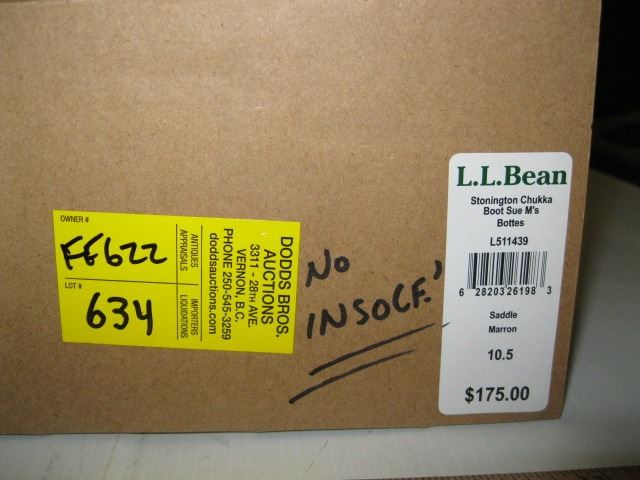 OWNER #
FF622
LOT #
634
ANTIQUES
APPRAISALS
IMPORTERS
LIQUIDATIONS
DODDS BROS.
AUCTIONS
3311 - 28TH AVE.
VERNON, B.C.
PHONE 250-545-3259
doddsauctions.com
NO
INSOLE.
L.L.Bean
Stonington Chukka
Boot Sue M's
Bottes
L511439
6 28203 26198 3
Saddle
Marron
10.5
$175.00